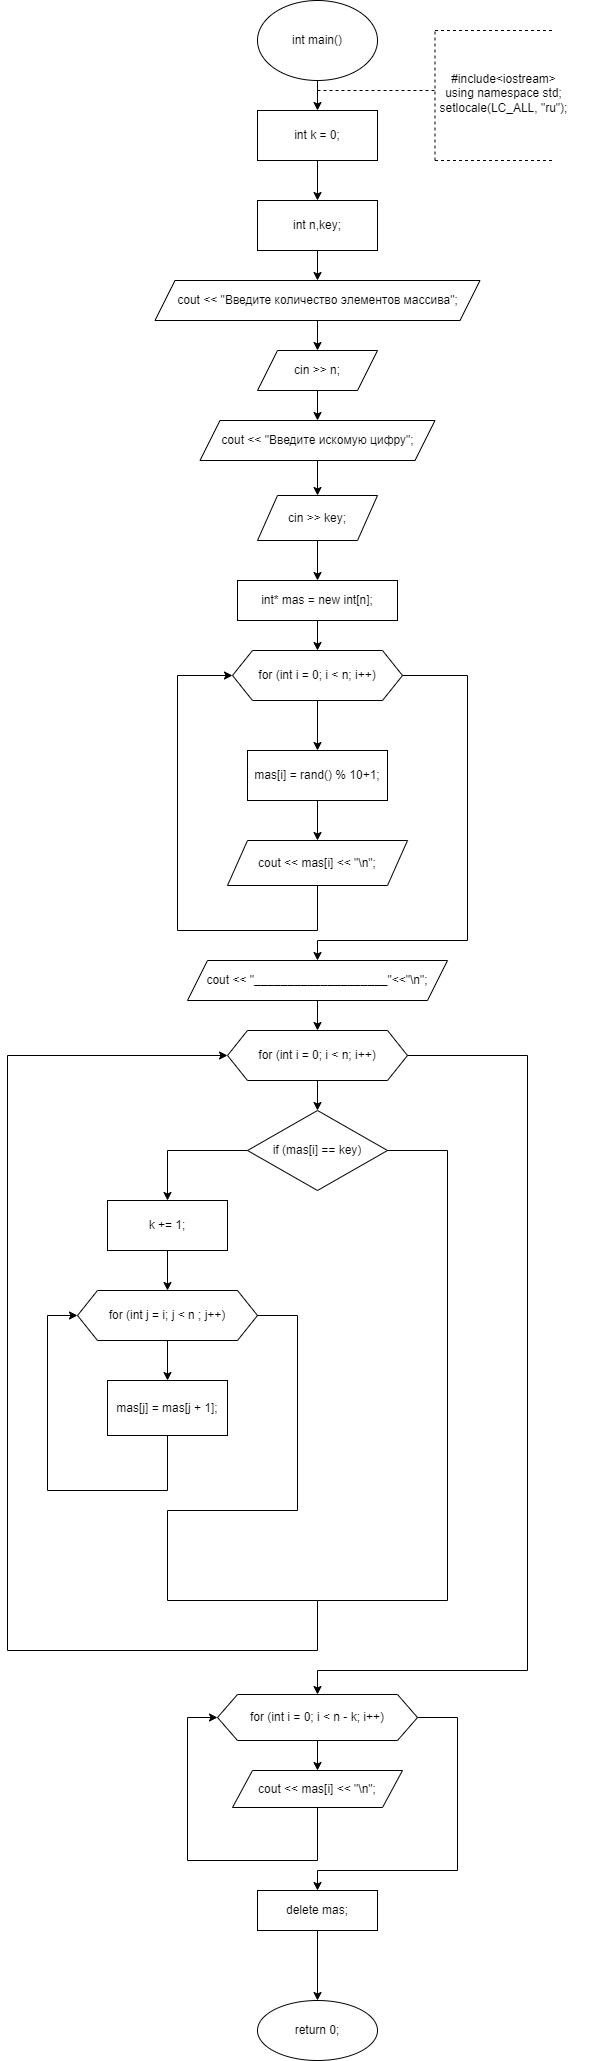 int main()
#include<iostream>
using namespace std;
setlocale(LC_ALL, "ru");
int k = 0;
int n,key;
cout << "Введите количество элементов массива";
cin >> n;
cout << "Введите искомую цифру";
cin >> key;
int* mas = new int[n];
for (int i = 0; i < n; i++)
mas[i] = rand() % 10+1;
cout << mas[i] << "\n";
cout << "____________________"<<"\n";
for (int i = 0; i < n; i++)
if (mas[i] == key)
k += 1;
for (int j = i; j < n ; j++)
mas[j] = mas[j + 1];
for (int i = 0; i < n - k; i++)
cout << mas[i] << "\n";
delete mas;
return 0;